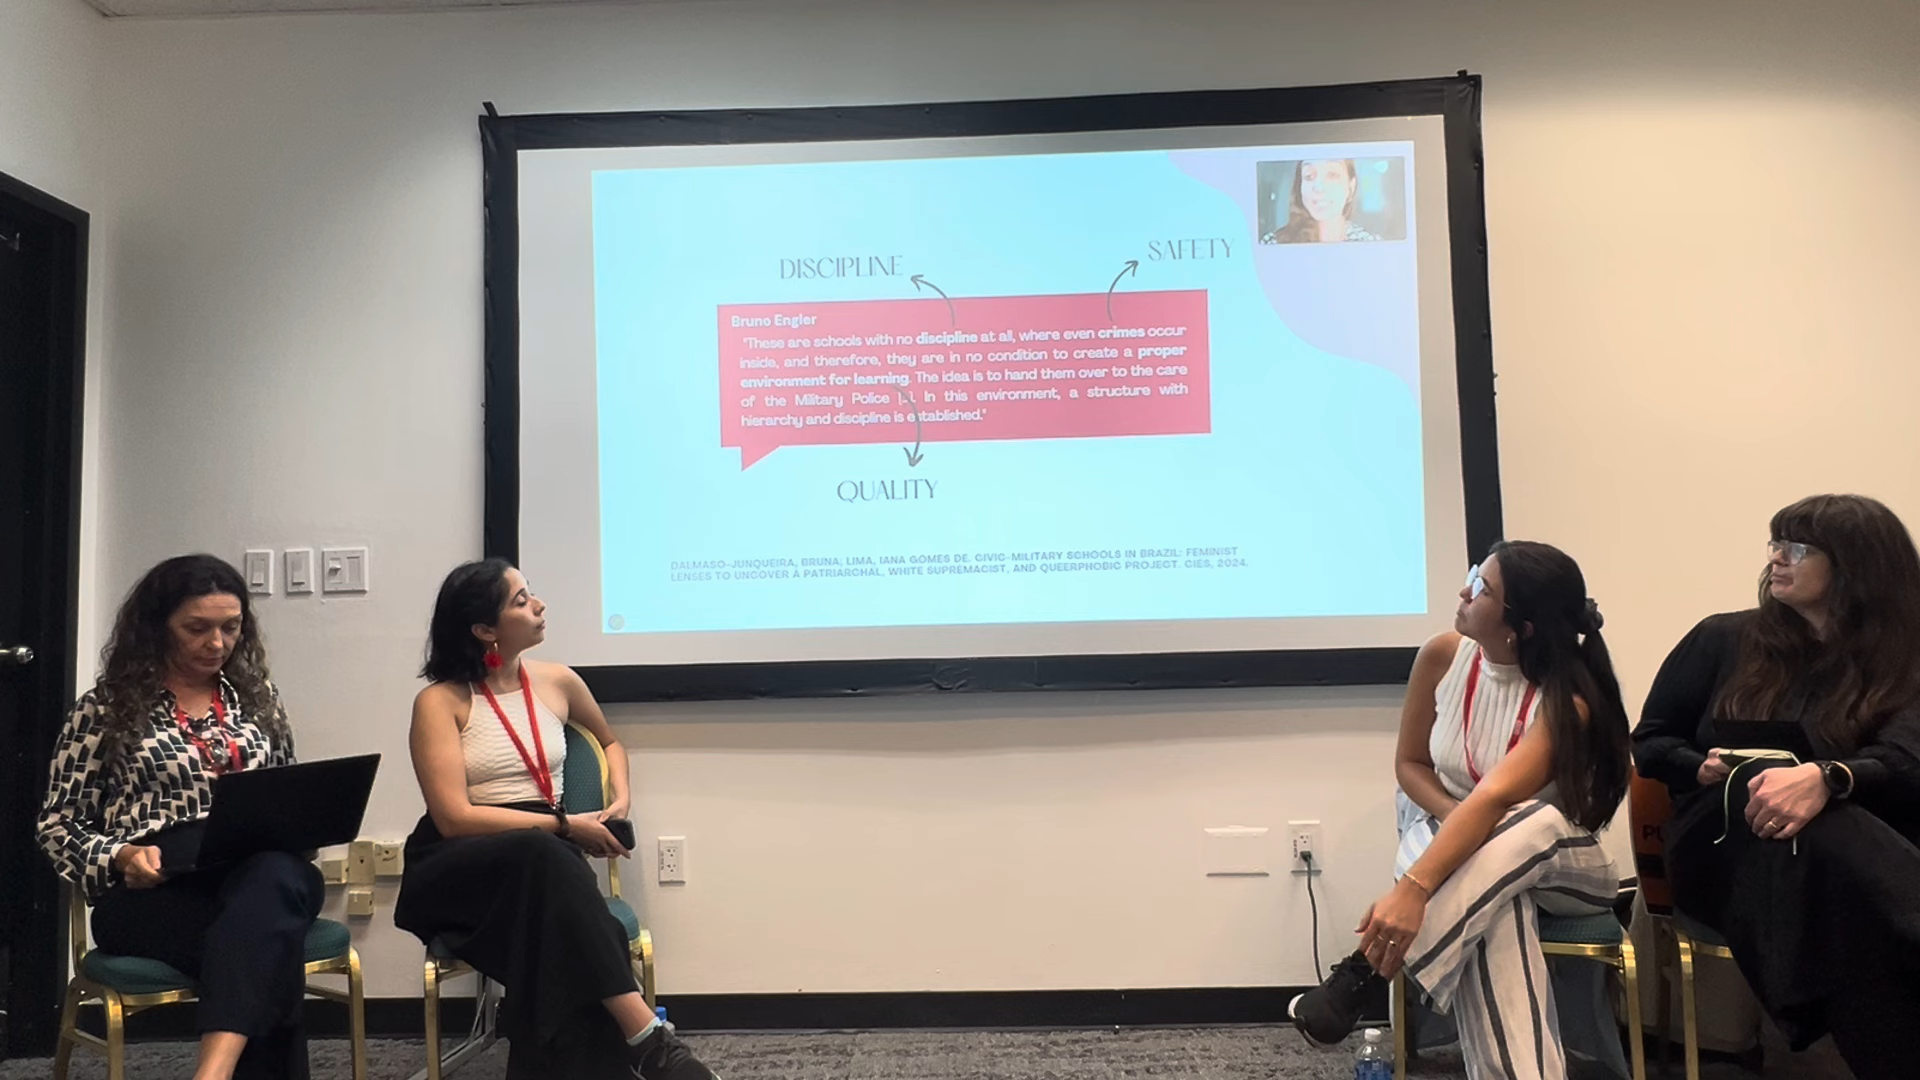 DISCIPLINE
SAFETY
Bruno Engler
"These are schools with no discipline at all, where even crimes occur
inside, and therefore, they are in no condition to create a proper
environment for learning. The idea is to hand them over to the care
of the Military Police [...]. In this environment, a structure with
hierarchy and discipline is established."
QUALITY
DALMASO-JUNQUEIRA, BRUNA; LIMA, IANA GOMES DE. CIVIC-MILITARY SCHOOLS IN BRAZIL: FEMINIST
LENSES TO UNCOVER A PATRIARCHAL, WHITE SUPREMACIST, AND QUEERPHOBIC PROJECT. CIES, 2024.